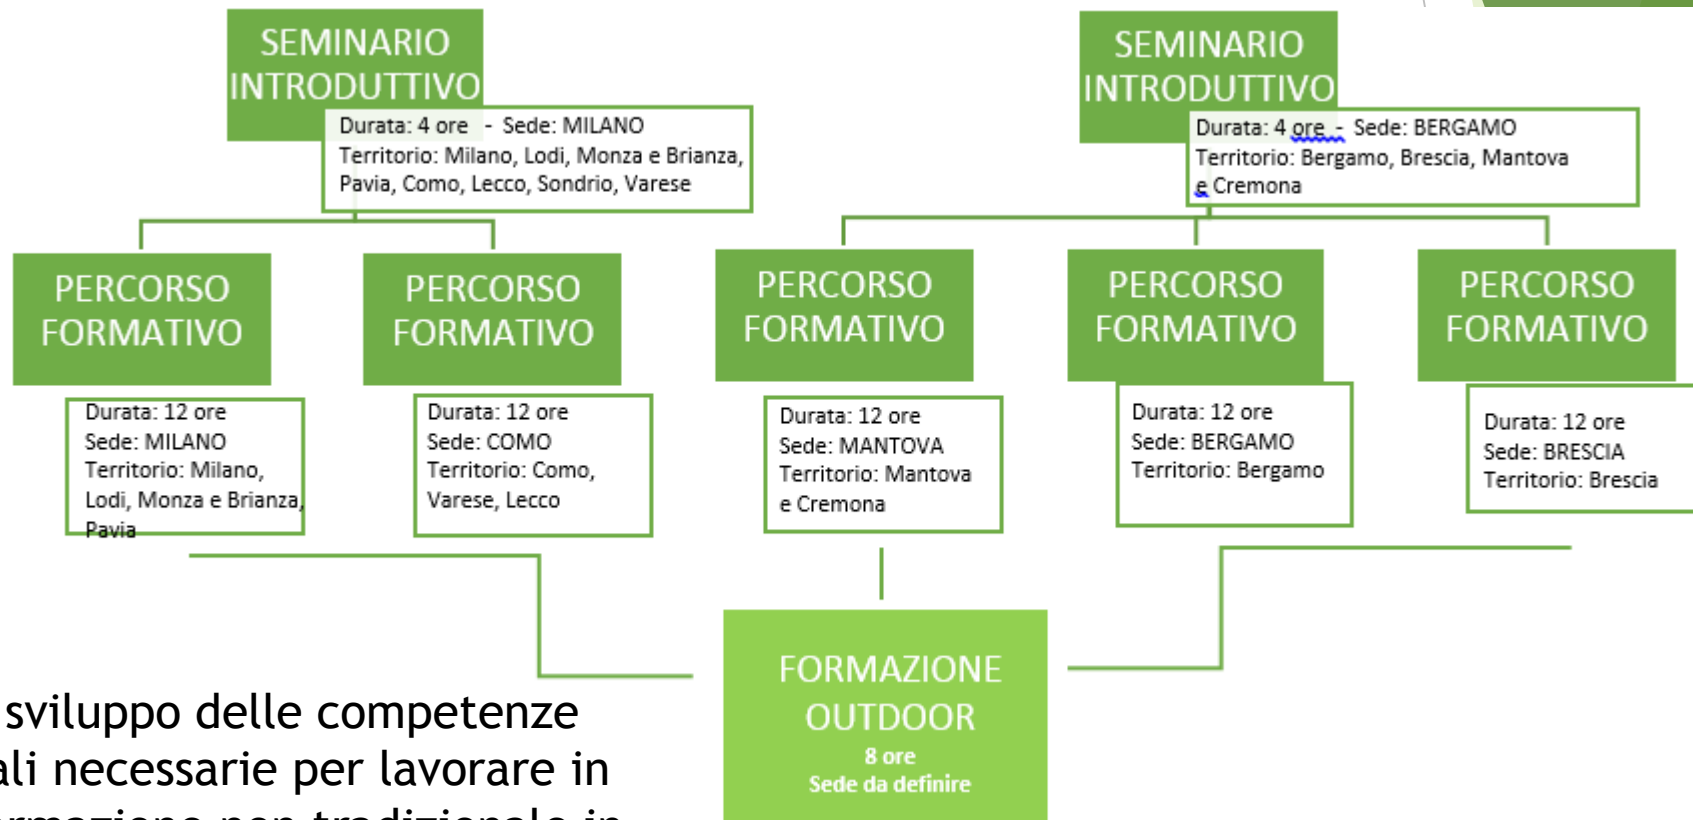 SEMINARIO
INTRODUTTIVO
Durata: 4 ore - Sede: MILANO
Territorio: Milano, Lodi, Monza e Brianza,
Pavia, Como, Lecco, Sondrio, Varese
SEMINARIO
INTRODUTTIVO
Durata: 4 ore - Sede: BERGAMO
Territorio: Bergamo, Brescia, Mantova
e Cremona
PERCORSO
FORMATIVO
Durata: 12 ore
Sede: MILANO
Territorio: Milano,
Lodi, Monza e Brianza,
Pavia
PERCORSO
FORMATIVO
Durata: 12 ore
Sede: COMO
Territorio: Como,
Varese, Lecco
PERCORSO
FORMATIVO
Durata: 12 ore
Sede: MANTOVA
Territorio: Mantova
e Cremona
PERCORSO
FORMATIVO
Durata: 12 ore
Sede: BERGAMO
Territorio: Bergamo
PERCORSO
FORMATIVO
Durata: 12 ore
Sede: BRESCIA
Territorio: Brescia
FORMAZIONE
OUTDOOR
8 ore
Sede da definire
sviluppo delle competenze
ali necessarie per lavorare in
ormazione non tradizionale in